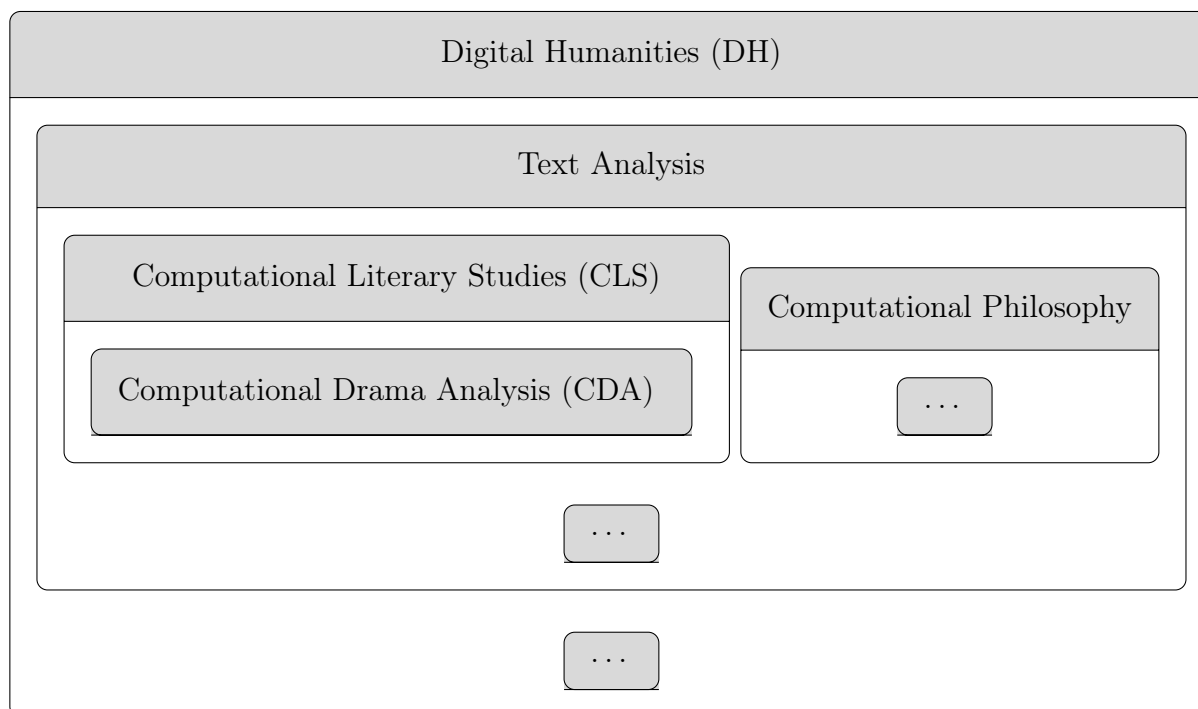 Digital Humanities (DH)
Text Analysis
Computational Literary Studies (CLS)
Computational Philosophy
Computational Drama Analysis (CDA)
...
...
...